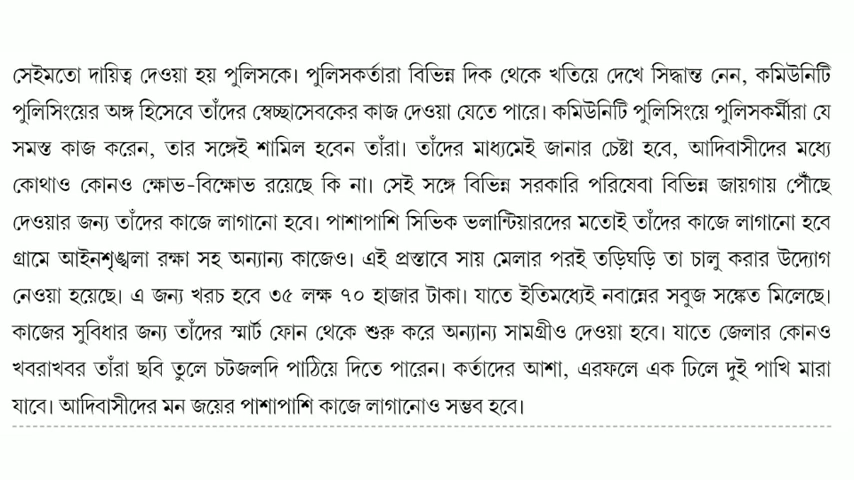 সেইমতো দায়িত্ব দেওয়া হয় পুলিসকে। পুলিসকর্তারা বিভিন্ন দিক থেকে খতিয়ে দেখে সিদ্ধান্ত নেন, কমিউনিটি
পুলিসিংয়ের অঙ্গ হিসেবে তাঁদের স্বেচ্ছাসেবকের কাজ দেওয়া যেতে পারে। কমিউনিটি পুলিসিংয়ে পুলিসকর্মীরা যে
সমস্ত কাজ করেন, তার সঙ্গেই শামিল হবেন তাঁরা। তাঁদের মাধ্যমেই জানার চেষ্টা হবে, আদিবাসীদের মধ্যে
কোথাও কোনও ক্ষোভ-বিক্ষোভ রয়েছে কি না। সেই সঙ্গে বিভিন্ন সরকারি পরিষেবা বিভিন্ন জায়গায় পৌঁছে
দেওয়ার জন্য তাঁদের কাজে লাগানো হবে। পাশাপাশি সিভিক ভলান্টিয়ারদের মতোই তাঁদের কাজে লাগানো হবে
গ্রামে আইনশৃঙ্খলা রক্ষা সহ অন্যান্য কাজেও। এই প্রস্তাবে সায় মেলার পরই তড়িঘড়ি তা চালু করার উদ্যোগ
নেওয়া হয়েছে। এ জন্য খরচ হবে ৩৫ লক্ষ ৭০ হাজার টাকা। যাতে ইতিমধ্যেই নবান্নের সবুজ সঙ্কেত মিলেছে।
কাজের সুবিধার জন্য তাঁদের স্মার্ট ফোন থেকে শুরু করে অন্যান্য সামগ্রীও দেওয়া হবে। যাতে জেলার কোনও
খবরাখবর তাঁরা ছবি তুলে চটজলদি পাঠিয়ে দিতে পারেন। কর্তাদের আশা, এরফলে এক ঢিলে দুই পাখি মারা
যাবে। আদিবাসীদের মন জয়ের পাশাপাশি কাজে লাগানোও সম্ভব হবে।